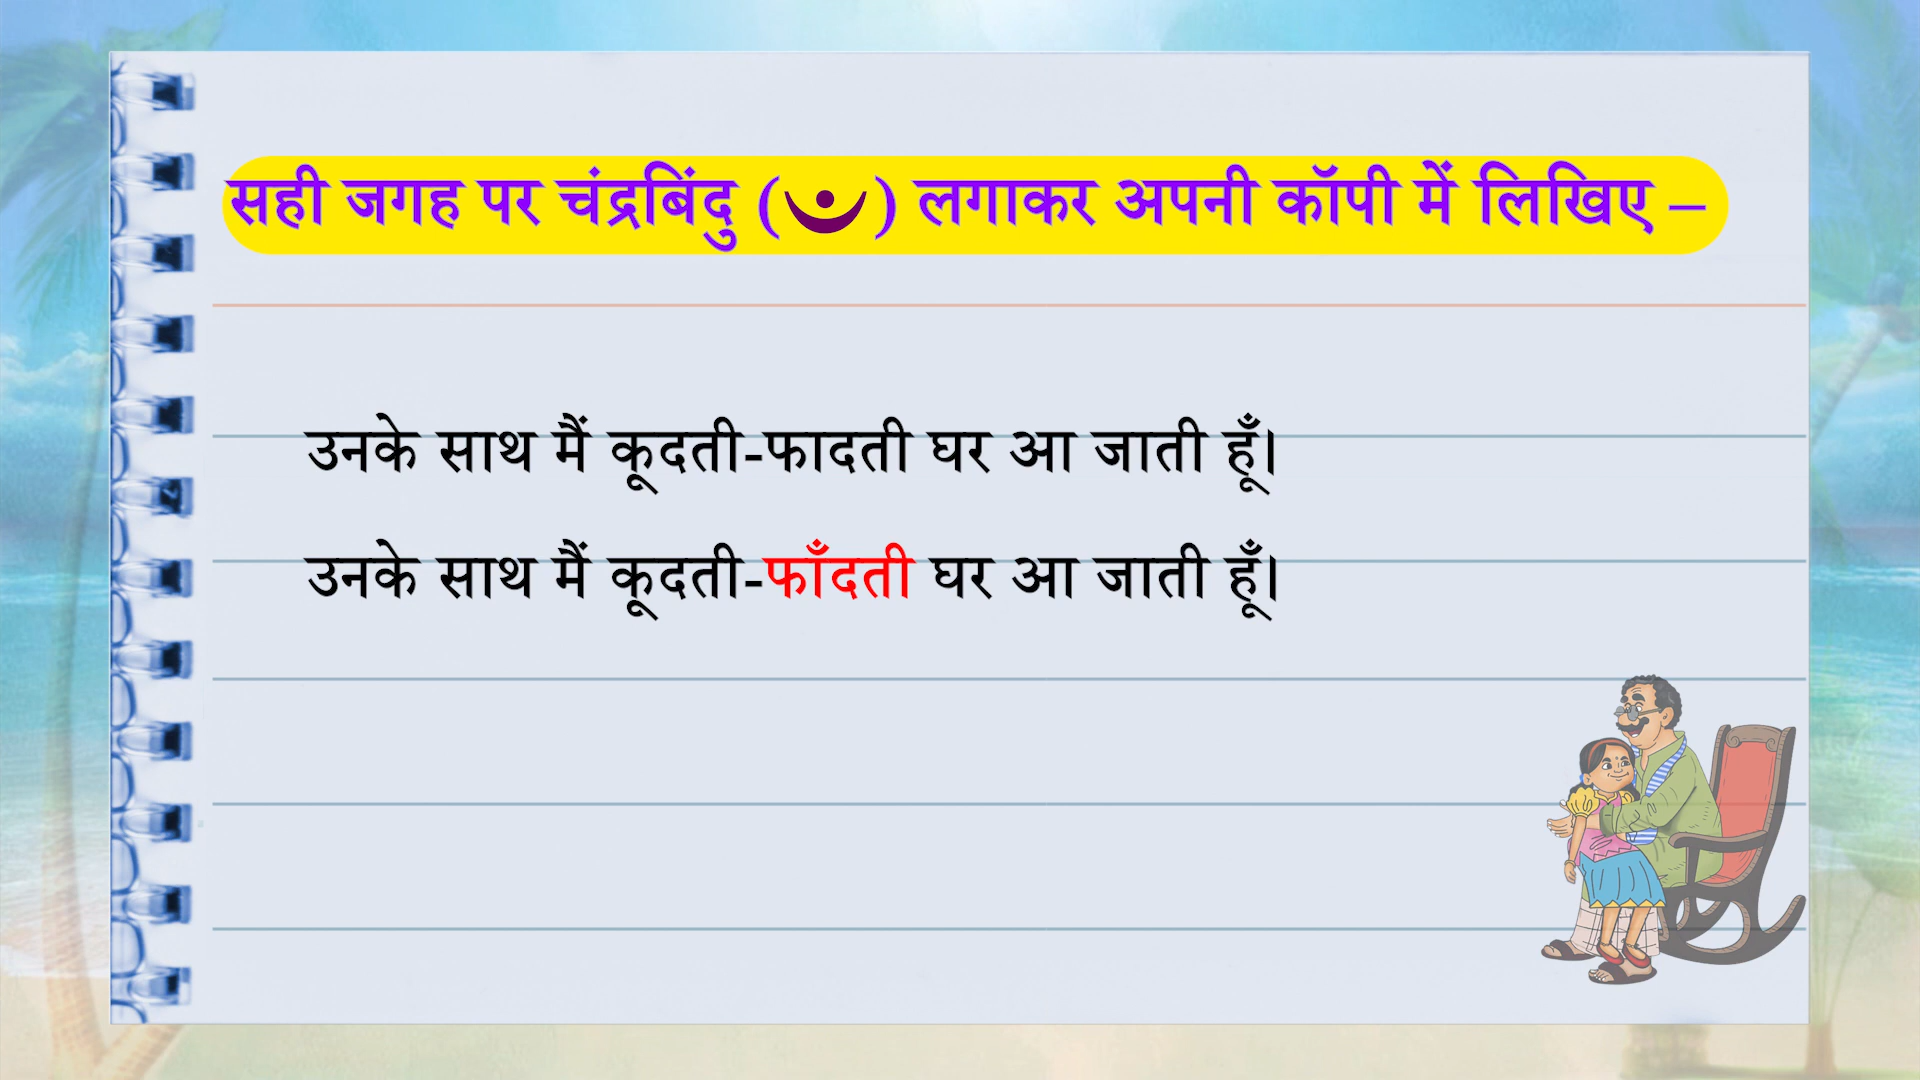 सही जगह पर चंद्रबिंदु (ँ) लगाकर अपनी कॉपी में लिखिए –
उनके साथ मैं कूदती-फादती घर आ जाती हूँ।
उनके साथ मैं कूदती-फाँदती घर आ जाती हूँ।